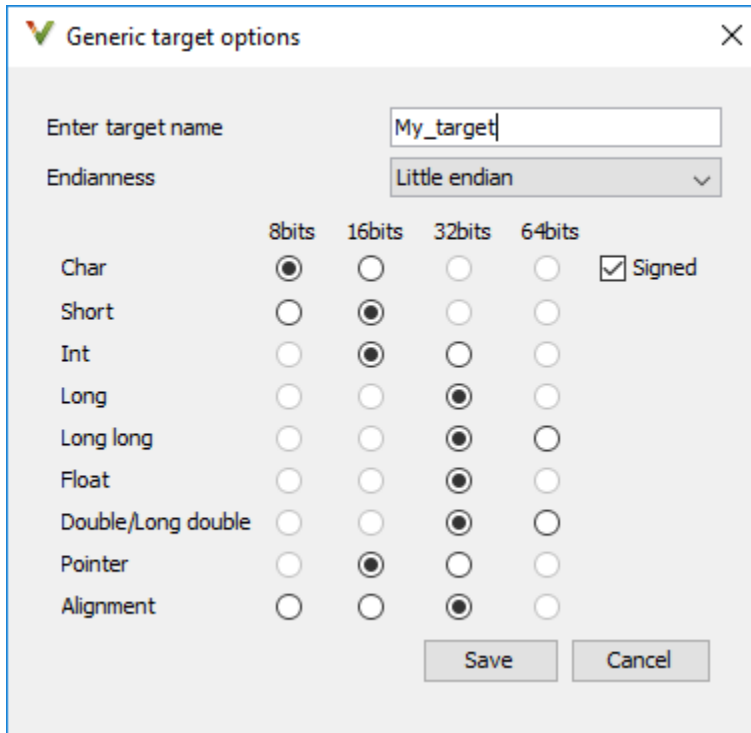 Generic target options
Enter target name My_target
Endianness Little endian
8bits 16bits 32bits 64bits
Char Signed
Short
Int
Long
Long long
Float
Double/Long double
Pointer
Alignment
Save Cancel